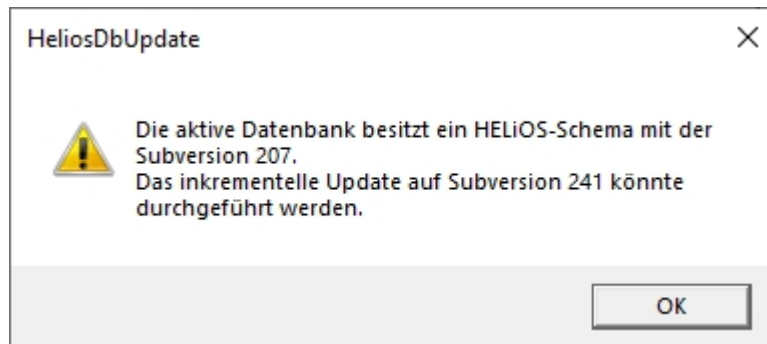 HeliosDbUpdate
Die aktive Datenbank besitzt ein HELiOS-Schema mit der
Subversion 207.
Das inkrementelle Update auf Subversion 241 könnte
durchgeführt werden.
OK